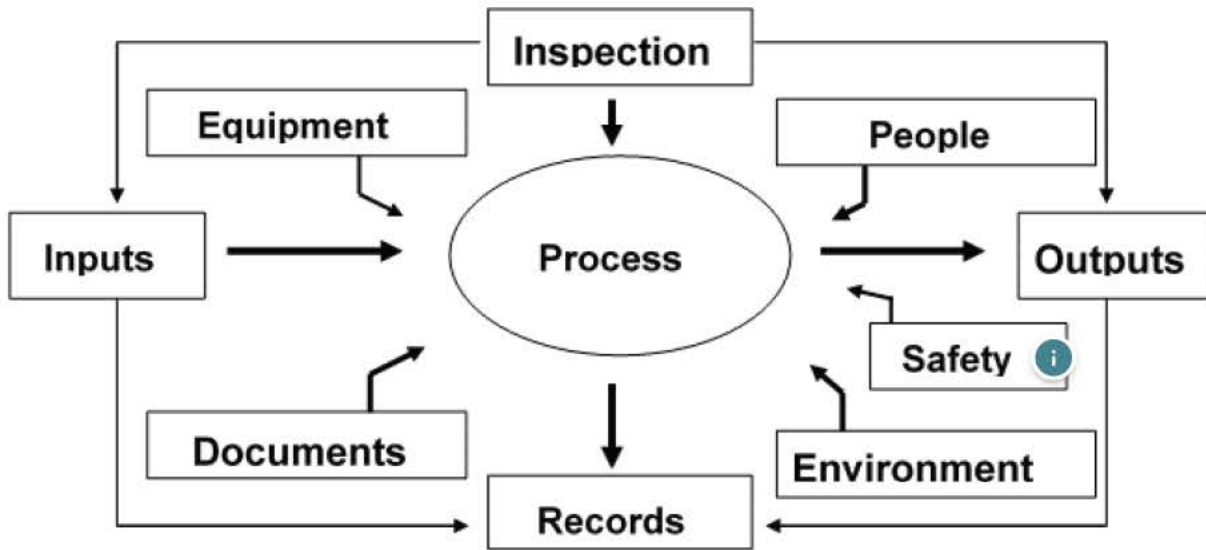 Inspection
Equipment
People
Inputs
Process
Outputs
Safety
i
Documents
Environment
Records